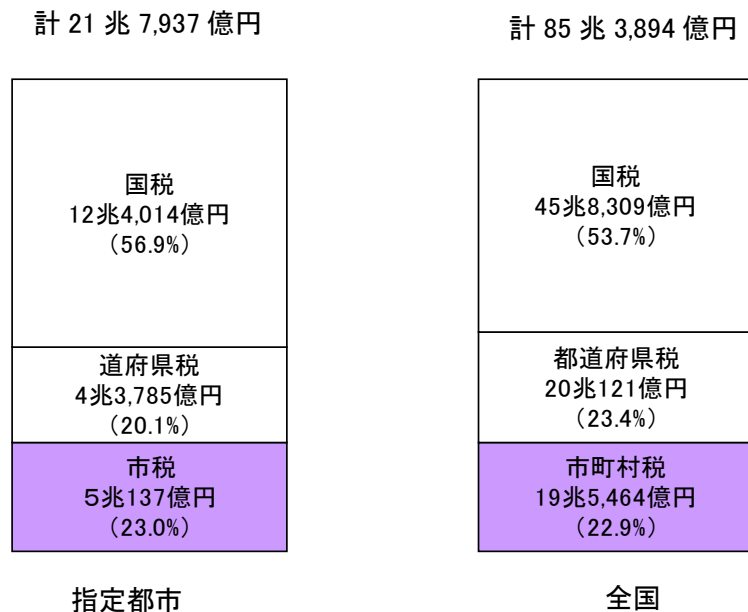 計 21 兆 7,937 億円
国税
12兆4,014億円
(56.9%)
道府県税
4兆3,785億円
(20.1%)
市税
5兆137億円
(23.0%)
指定都市
計 85 兆 3,894 億円
国税
45兆8,309億円
(53.7%)
都道府県税
20兆121億円
(23.4%)
市町村税
19兆5,464億円
(22.9%)
全国